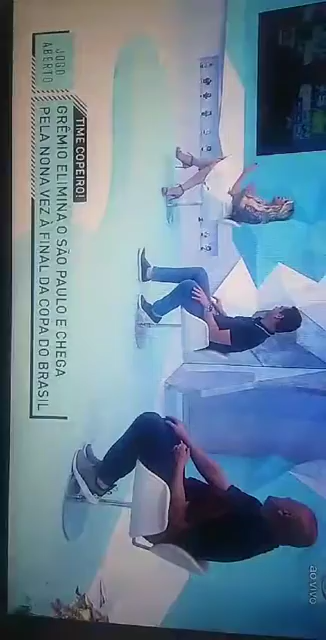 ao vivo
TIME COPEIRO!
JOGO
ABERTO
GRÊMIO ELIMINA O SÃO PAULO E CHEGA
PELA NONA VEZ À FINAL DA COPA DO BRASIL